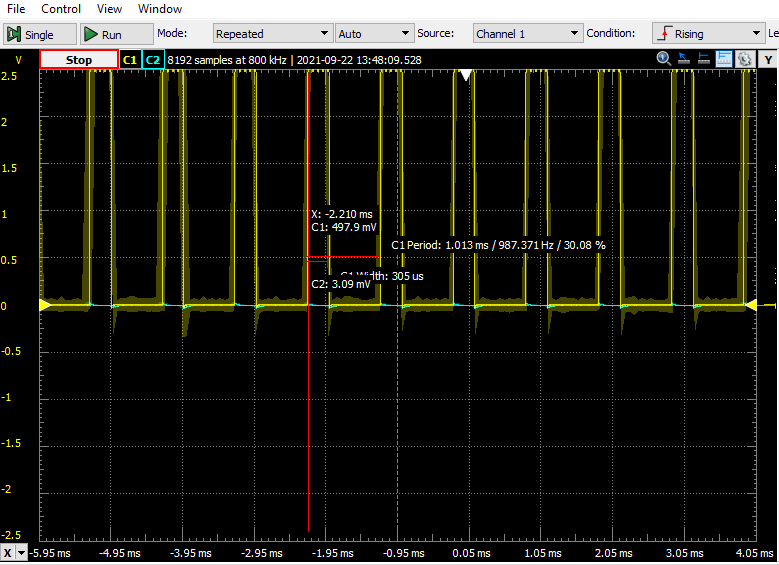 File Control View Window
Single Run Mode: Repeated Auto Source: Channel 1 Condition: Rising Le
V Stop C1 C2 8192 samples at 800 kHz | 2021-09-22 13:48:09.528 Y
2.5
2
1.5
X: -2.210 ms
1
C1: 497.9 mV
C1 Period: 1.013 ms / 987.371 Hz / 30.08 %
0.5
C1 Width: 305 us
C2: 3.09 mV
0
-0.5
-1
-1.5
-2
-2.5
X -5.95 ms -4.95 ms -3.95 ms -2.95 ms -1.95 ms -0.95 ms 0.05 ms 1.05 ms 2.05 ms 3.05 ms 4.05 ms